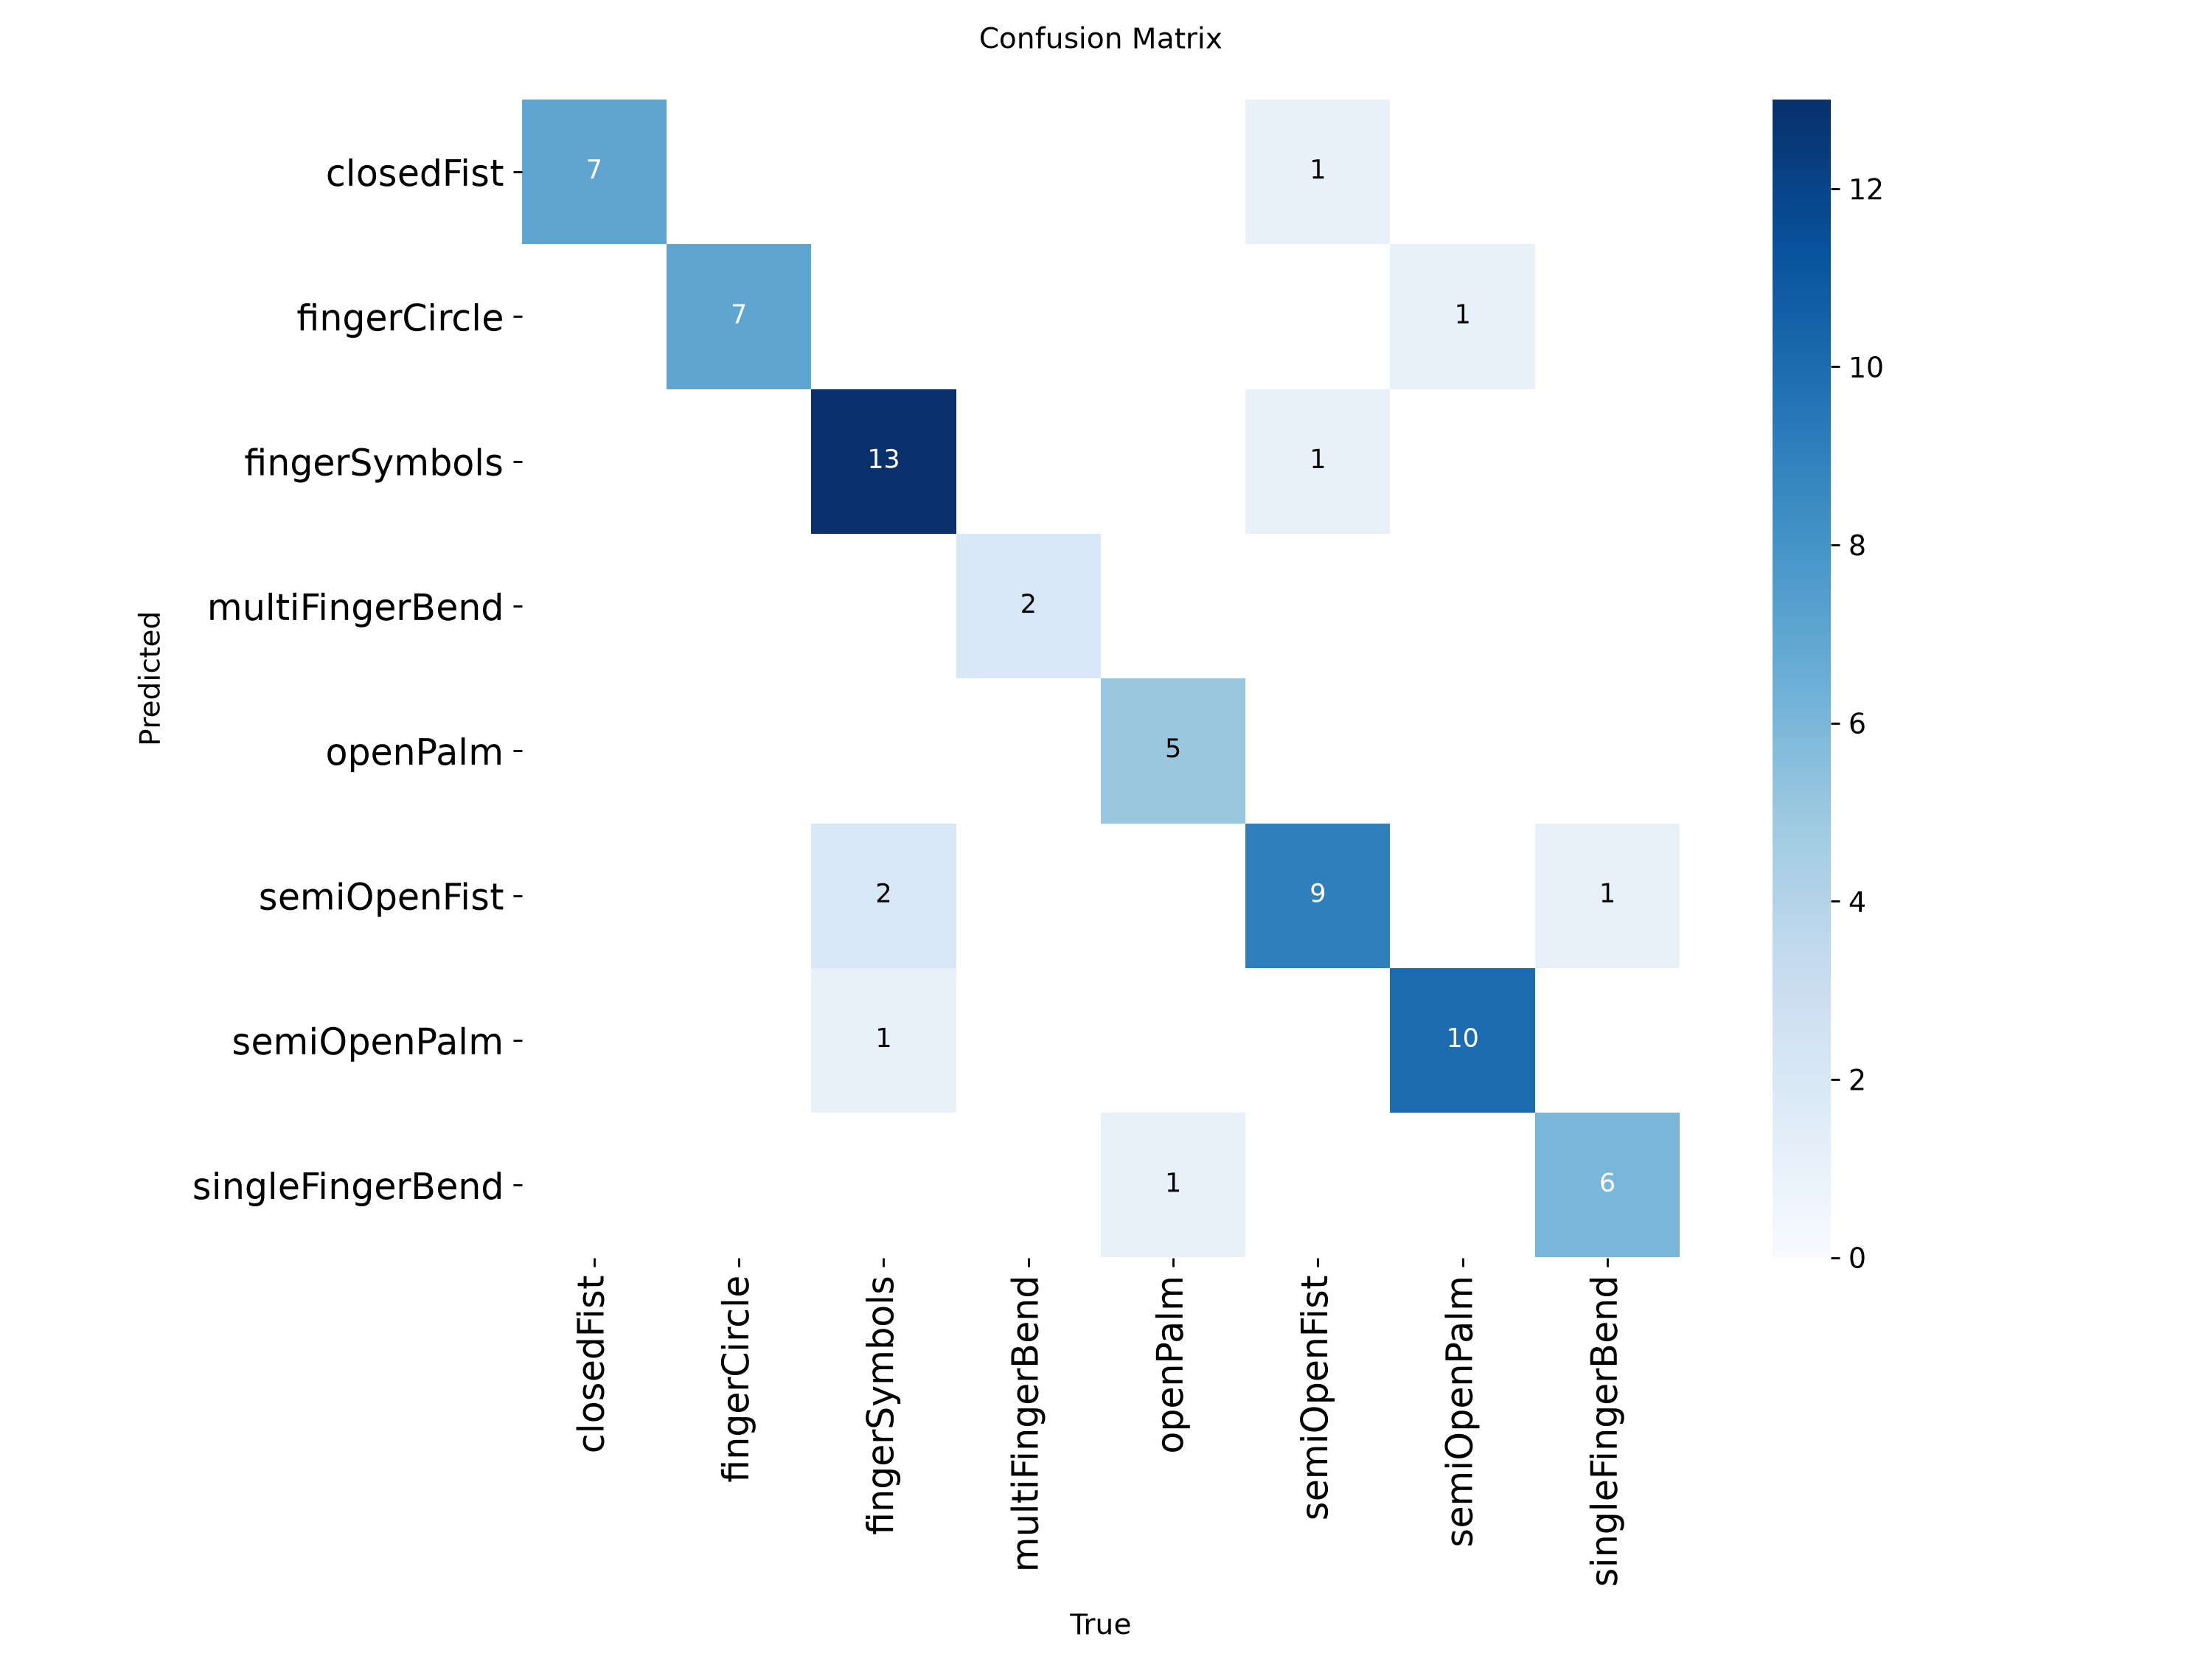 Confusion Matrix
closedFist
7
1
fingerCircle
7
1
fingerSymbols
13
1
multiFingerBend
2
openPalm
5
semiOpenFist
2
9
1
semiOpenPalm
1
10
singleFingerBend
1
6
Predicted
closedFist
fingerCircle
fingerSymbols
multiFingerBend
openPalm
semiOpenFist
semiOpenPalm
singleFingerBend
True
12
10
8
6
4
2
0